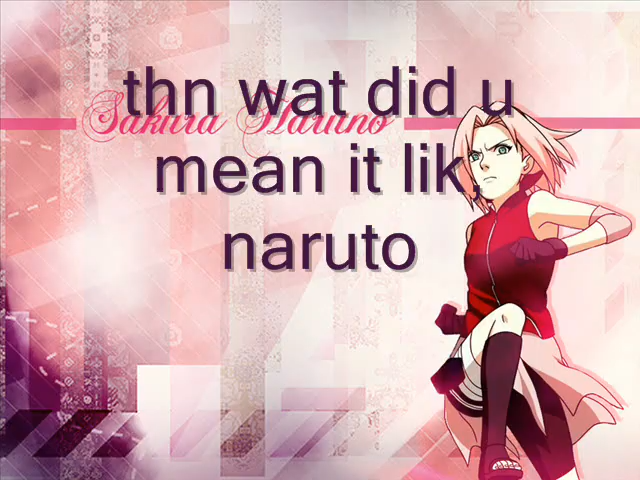 thn wat did u
Sakura Haruno
mean it lik,
naruto